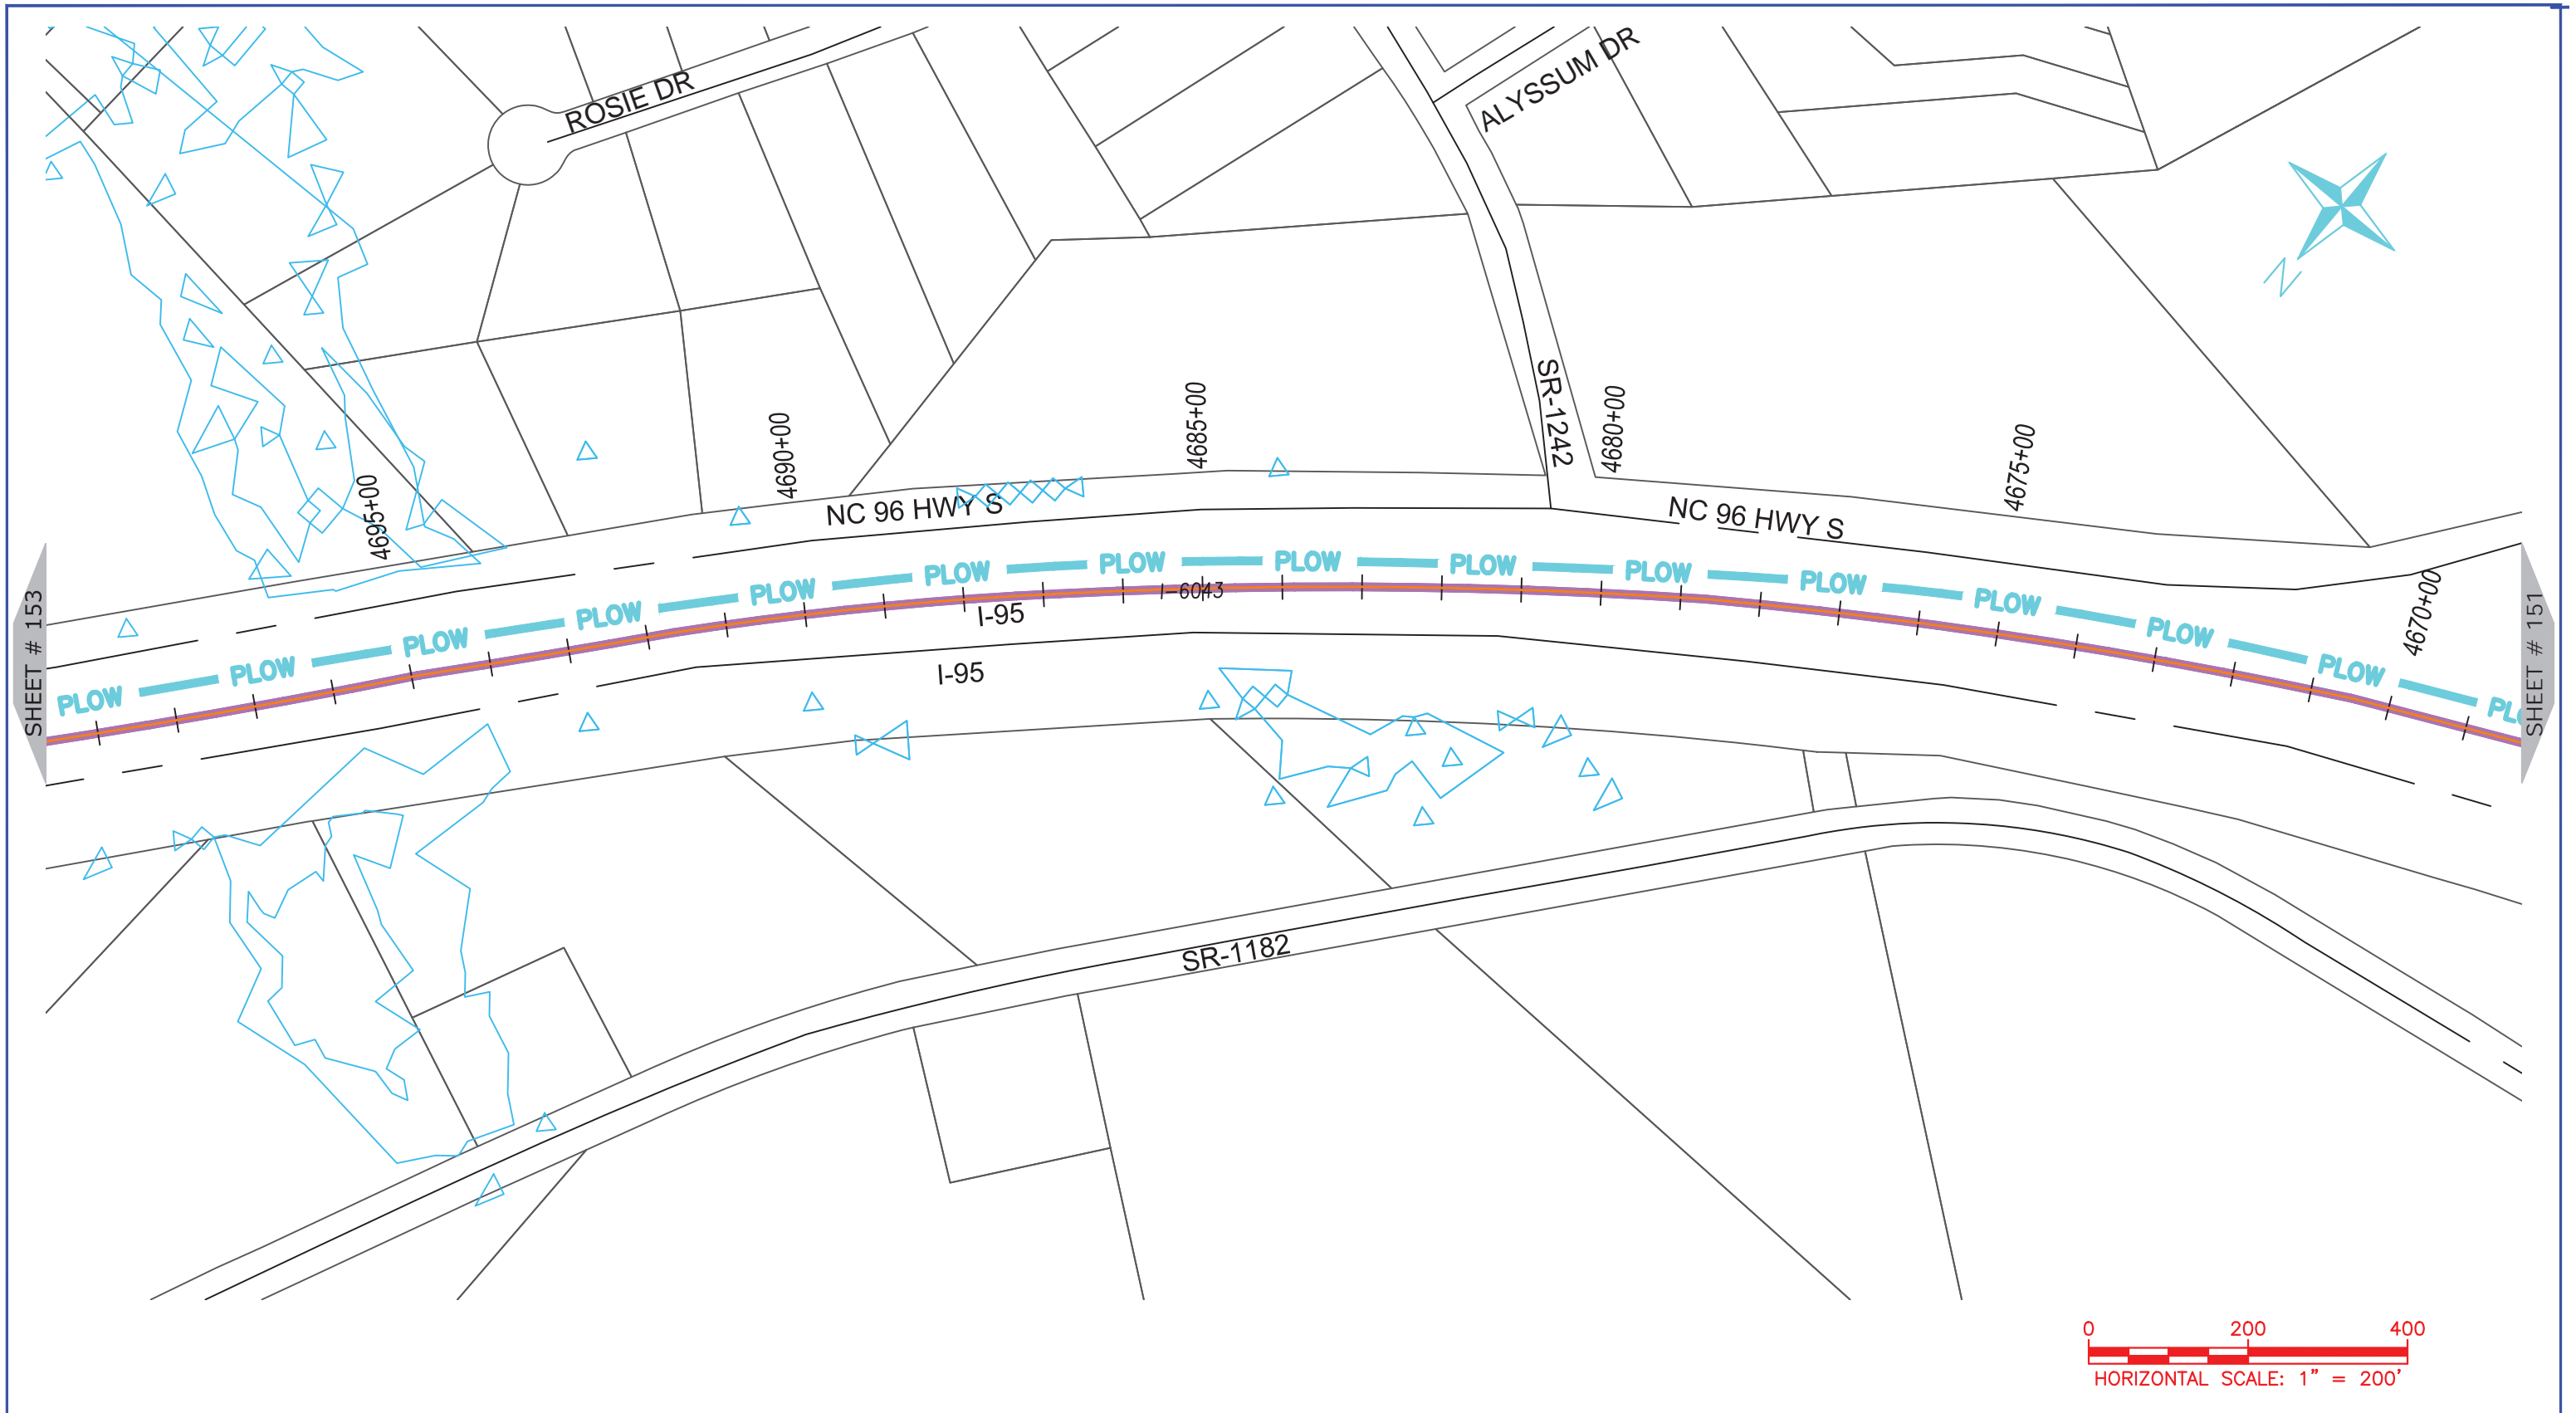 ROSIE DR
ALYSSUM DR
N
SR-1242
4695+00
4690+00
4685+00
4680+00
4675+00
4670+00
NC 96 HWY S
NC 96 HWY S
PLOW PLOW PLOW PLOW PLOW PLOW PLOW PLOW PLOW PLOW PLOW PLOW PLOW PLOW PLO
I-6043
I-95
I-95
SHEET # 153
SHEET # 151
SR-1182
0 200 400
HORIZONTAL SCALE: 1" = 200'